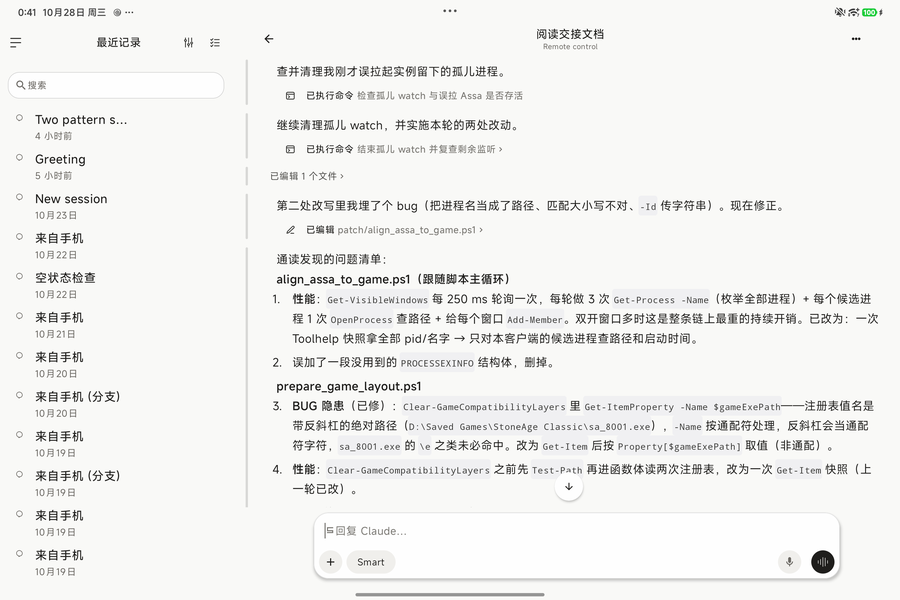 0:41 10月28日 周三
100
最近记录
阅读交接文档
Remote control
搜索
Two pattern s...
4 小时前
Greeting
5 小时前
New session
10月23日
来自手机
10月22日
空状态检查
10月22日
来自手机
10月21日
来自手机
10月20日
来自手机 (分支)
10月20日
来自手机
10月19日
来自手机 (分支)
10月19日
来自手机
10月19日
来自手机
10月19日
查并清理我刚才误拉起实例留下的孤儿进程。
已执行命令 检查孤儿 watch 与误拉 Assa 是否存活
继续清理孤儿 watch，并实施本轮的两处改动。
已执行命令 结束孤儿 watch 并复查剩余监听 ›
已编辑 1 个文件 ›
第二处改写里我埋了个 bug（把进程名当成了路径、匹配大小写不对、-Id 传字符串）。现在修正。
已编辑 patch/align_assa_to_game.ps1 ›
通读发现的问题清单：
align_assa_to_game.ps1（跟随脚本主循环）
1. 性能：Get-VisibleWindows 每 250 ms 轮询一次，每轮做 3 次 Get-Process -Name（枚举全部进程）+ 每个候选进
程 1 次 OpenProcess 查路径 + 给每个窗口 Add-Member。双开窗口多时这是整条链上最重的持续开销。已改为：一次
Toolhelp 快照拿全部 pid/名字 → 只对本客户端的候选进程查路径和启动时间。
2. 误加了一段没用到的 PROCESSEXINFO 结构体，删掉。
prepare_game_layout.ps1
3. BUG 隐患（已修）：Clear-GameCompatibilityLayers 里 Get-ItemProperty -Name $gameExePath——注册表值名是
带反斜杠的绝对路径（D:\Saved Games\StoneAge Classic\sa_8001.exe），-Name 按通配符处理，反斜杠会当通配
符字符，sa_8001.exe 的 \e 之类未必命中。改为 Get-Item 后按 Property[$gameExePath] 取值（非通配）。
4. 性能：Clear-GameCompatibilityLayers 之前先 Test-Path 再进函数体读两次注册表，改为一次 Get-Item 快照（上
一轮已改）。
回复 Claude...
Smart